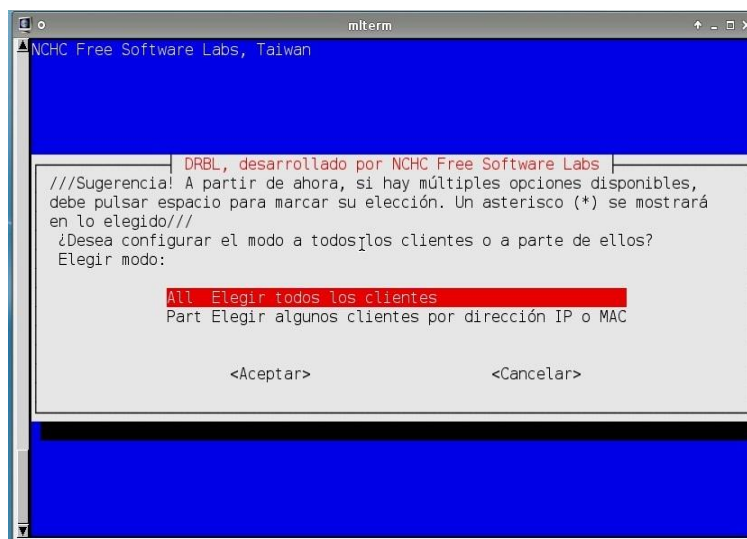 mlterm
NCHC Free Software Labs, Taiwan
DRBL, desarrollado por NCHC Free Software Labs
///Sugerencia! A partir de ahora, si hay múltiples opciones disponibles,
debe pulsar espacio para marcar su elección. Un asterisco (*) se mostrará
en lo elegido///
¿Desea configurar el modo a todos los clientes o a parte de ellos?
Elegir modo:
All Elegir todos los clientes
Part Elegir algunos clientes por dirección IP o MAC
<Aceptar> <Cancelar>